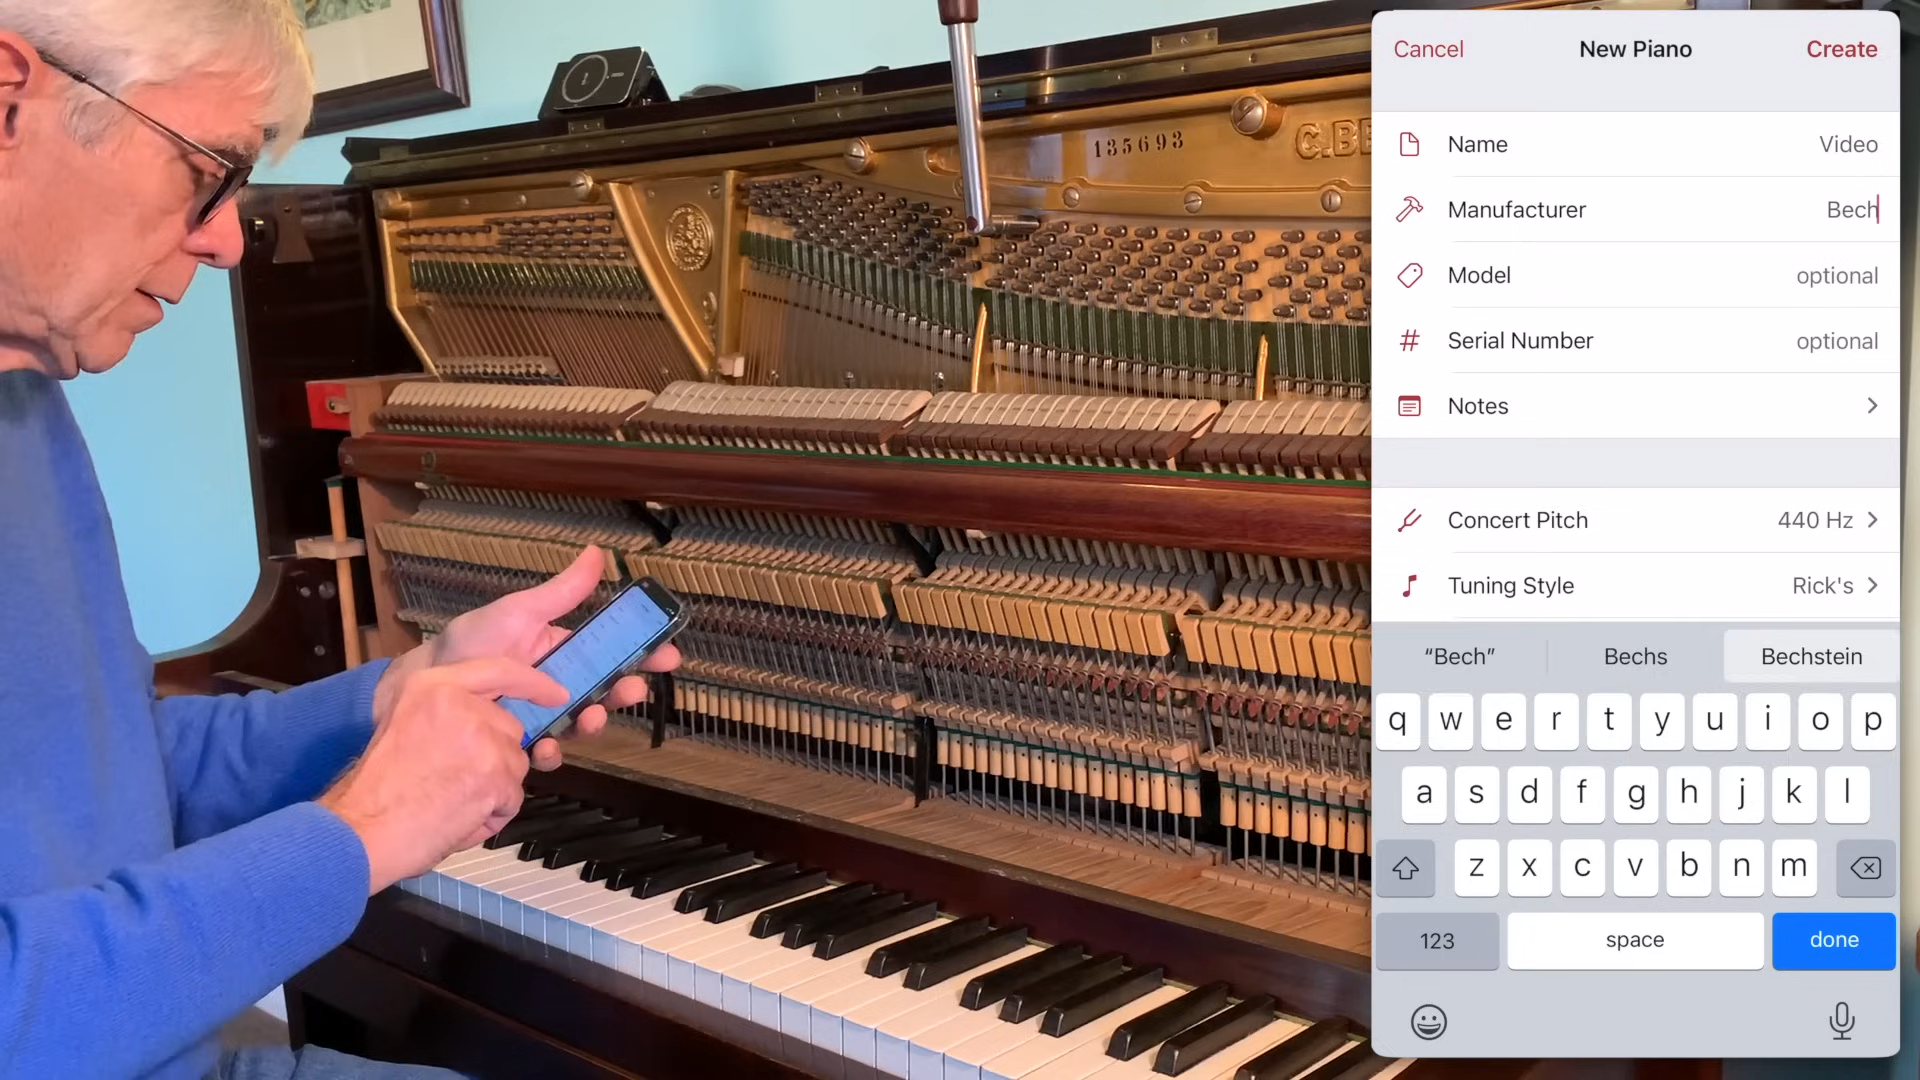 135693
C.BE
Cancel New Piano Create
Name Video
Manufacturer Bech
Model optional
Serial Number optional
Notes
Concert Pitch 440 Hz
Tuning Style Rick's
“Bech” Bechs Bechstein
q w e r t y u i o p
a s d f g h j k l
z x c v b n m
123 space done